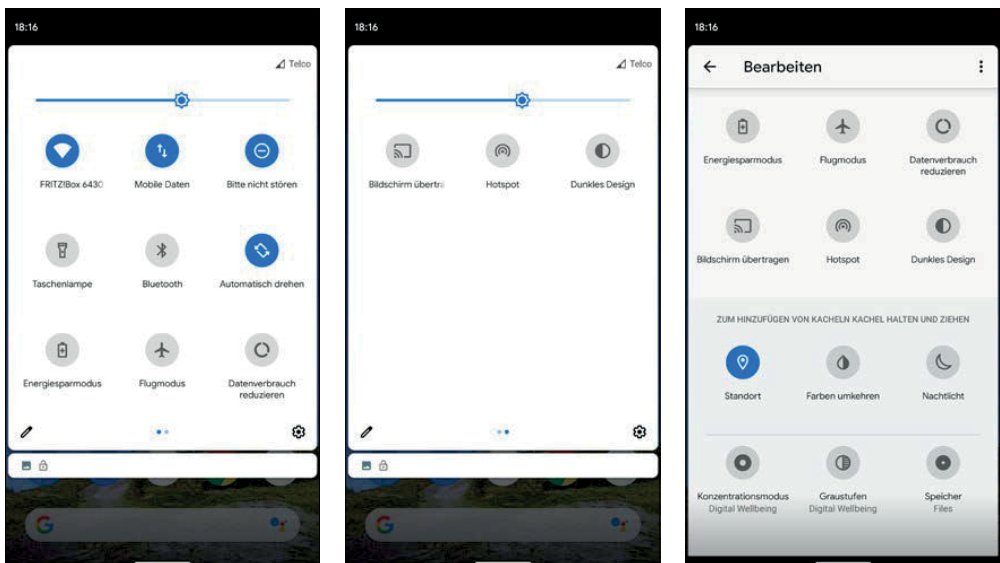 18:16
Telco
FRITZ!Box 6430
Mobile Daten
Bitte nicht stören
Taschenlampe
Bluetooth
Automatisch drehen
Energiesparmodus
Flugmodus
Datenverbrauch
reduzieren
18:16
Telco
Bildschirm übertra
Hotspot
Dunkles Design
18:16
Bearbeiten
Energiesparmodus
Flugmodus
Datenverbrauch
reduzieren
Bildschirm übertragen
Hotspot
Dunkles Design
ZUM HINZUFÜGEN VON KACHELN KACHEL HALTEN UND ZIEHEN
Standort
Farben umkehren
Nachtlicht
Konzentrationsmodus
Digital Wellbeing
Graustufen
Digital Wellbeing
Speicher
Files